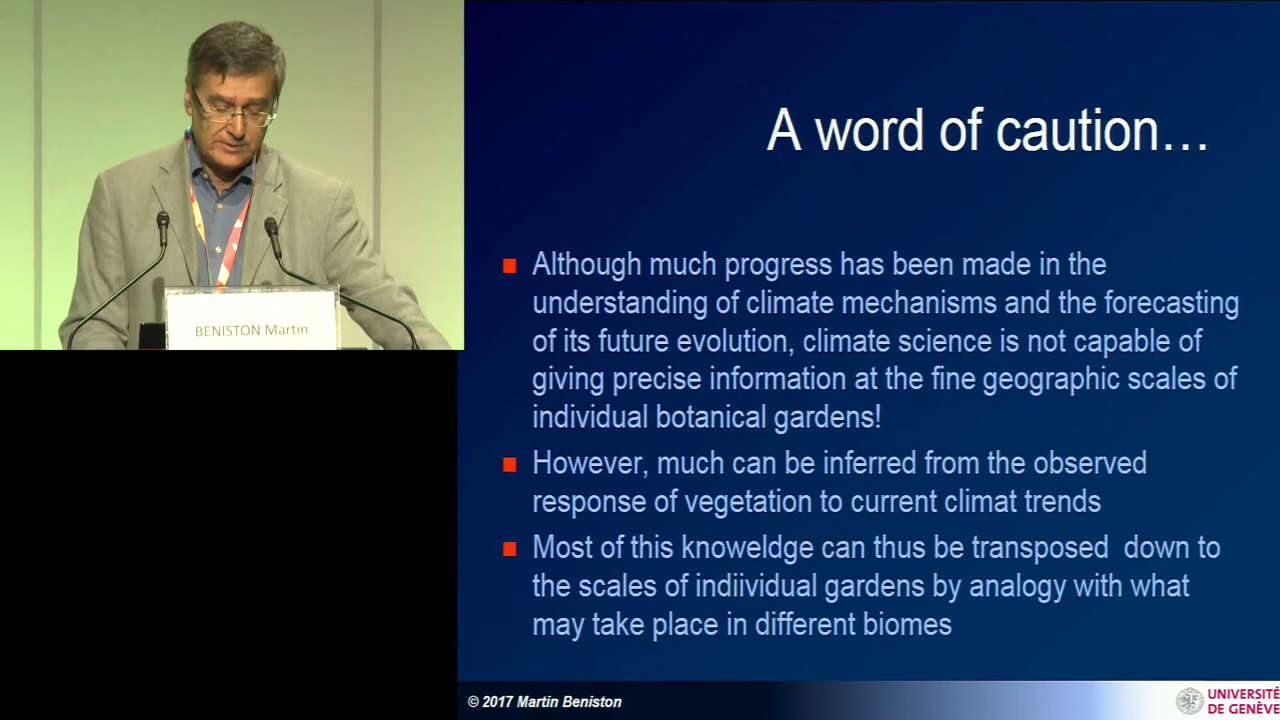 A word of caution…
Although much progress has been made in the
understanding of climate mechanisms and the forecasting
of its future evolution, climate science is not capable of
giving precise information at the fine geographic scales of
individual botanical gardens!
However, much can be inferred from the observed
response of vegetation to current climat trends
Most of this knoweldge can thus be transposed  down to
the scales of indiividual gardens by analogy with what
may take place in different biomes
BENISTON Martin
© 2017 Martin Beniston
UNIVERSITÉ
DE GENÈVE